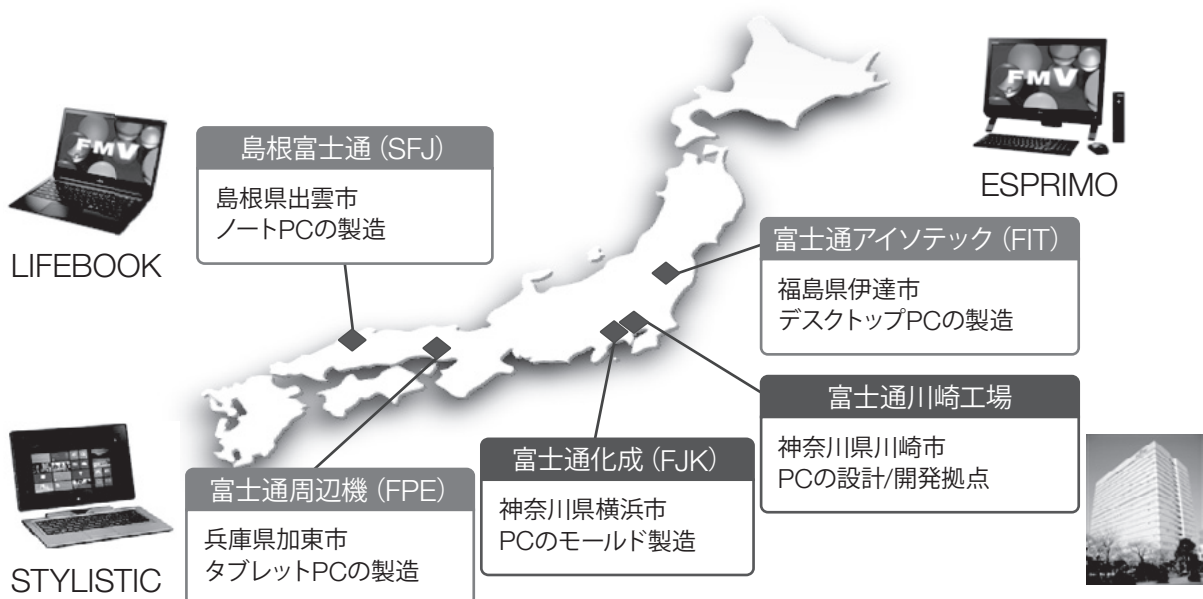 FMV
LIFEBOOK
島根富士通（SFJ）
島根県出雲市
ノートPCの製造
FMV
ESPRIMO
富士通アイソテック（FIT）
福島県伊達市
デスクトップPCの製造
富士通川崎工場
神奈川県川崎市
PCの設計/開発拠点
富士通化成（FJK）
神奈川県横浜市
PCのモールド製造
富士通周辺機（FPE）
兵庫県加東市
タブレットPCの製造
STYLISTIC